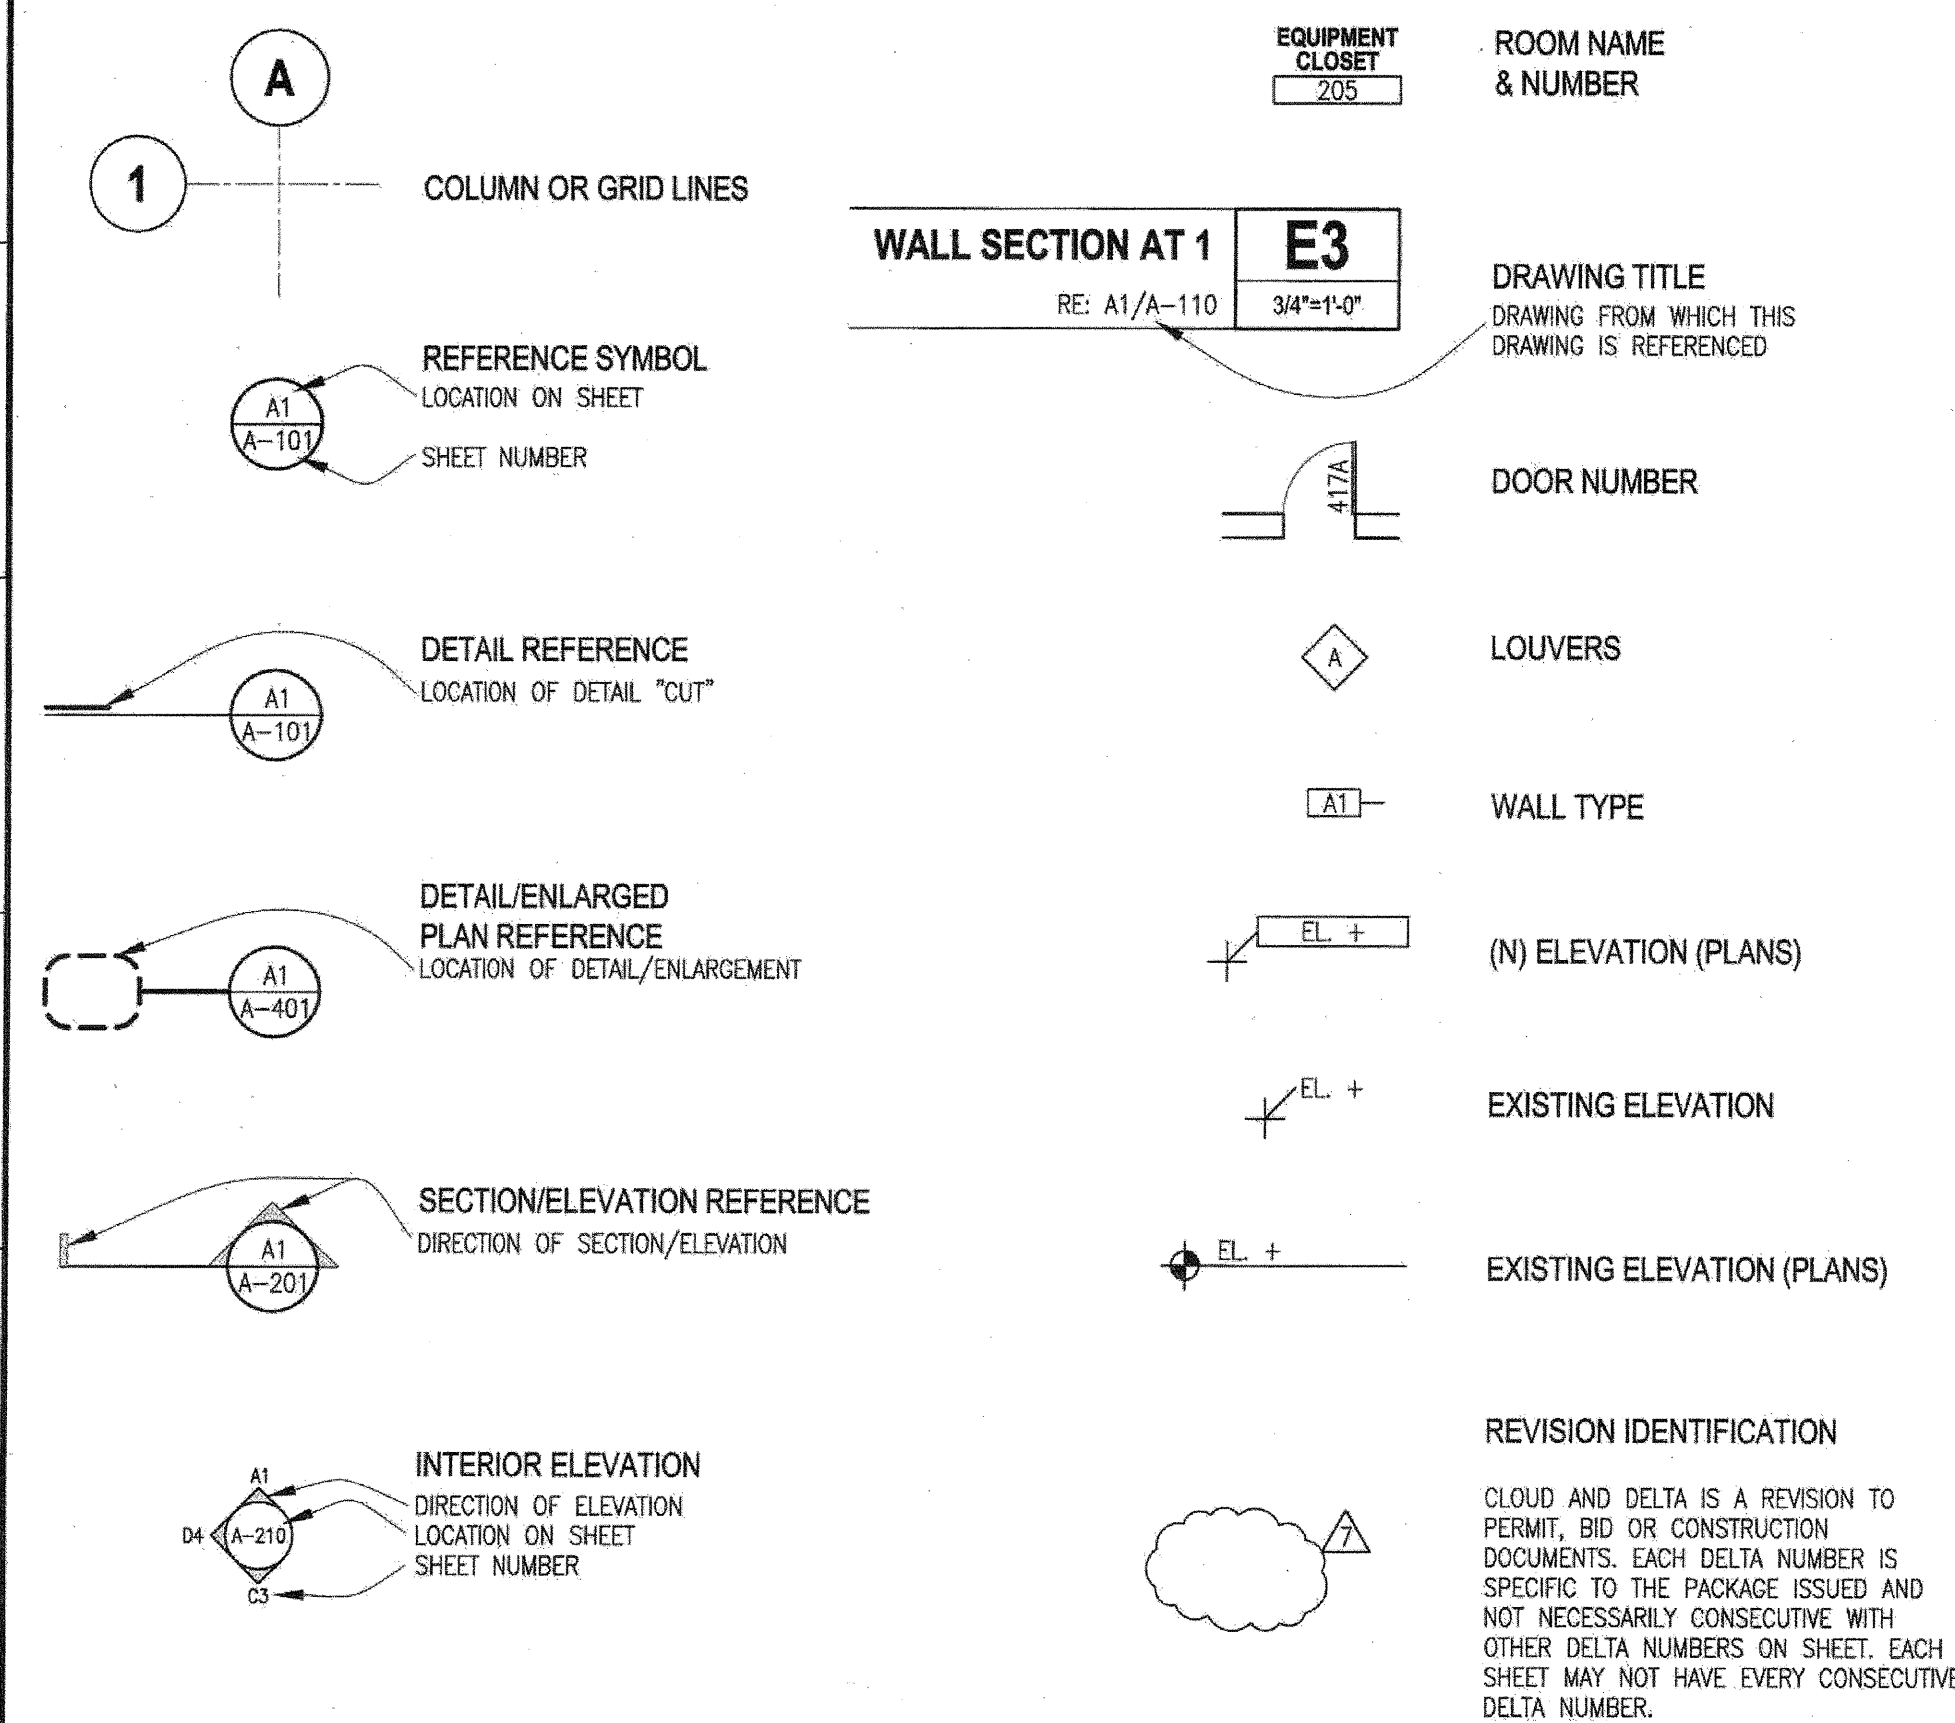 A
1
COLUMN OR GRID LINES
REFERENCE SYMBOL
LOCATION ON SHEET
A1
A-101
SHEET NUMBER
DETAIL REFERENCE
LOCATION OF DETAIL "CUT"
A1
A-101
DETAIL/ENLARGED
PLAN REFERENCE
LOCATION OF DETAIL/ENLARGEMENT
A1
A-401
SECTION/ELEVATION REFERENCE
DIRECTION OF SECTION/ELEVATION
A1
A-201
INTERIOR ELEVATION
A1
DIRECTION OF ELEVATION
D4
A-210
LOCATION ON SHEET
SHEET NUMBER
C3
EQUIPMENT
CLOSET
205
ROOM NAME
& NUMBER
WALL SECTION AT 1
E3
RE: A1/A-110
3/4"=1'-0"
DRAWING TITLE
DRAWING FROM WHICH THIS
DRAWING IS REFERENCED
417A
DOOR NUMBER
A
LOUVERS
A1
WALL TYPE
EL. +
(N) ELEVATION (PLANS)
EL. +
EXISTING ELEVATION
EL. +
EXISTING ELEVATION (PLANS)
REVISION IDENTIFICATION
7
CLOUD AND DELTA IS A REVISION TO
PERMIT, BID OR CONSTRUCTION
DOCUMENTS. EACH DELTA NUMBER IS
SPECIFIC TO THE PACKAGE ISSUED AND
NOT NECESSARILY CONSECUTIVE WITH
OTHER DELTA NUMBERS ON SHEET. EACH
SHEET MAY NOT HAVE EVERY CONSECUTIVE
DELTA NUMBER.